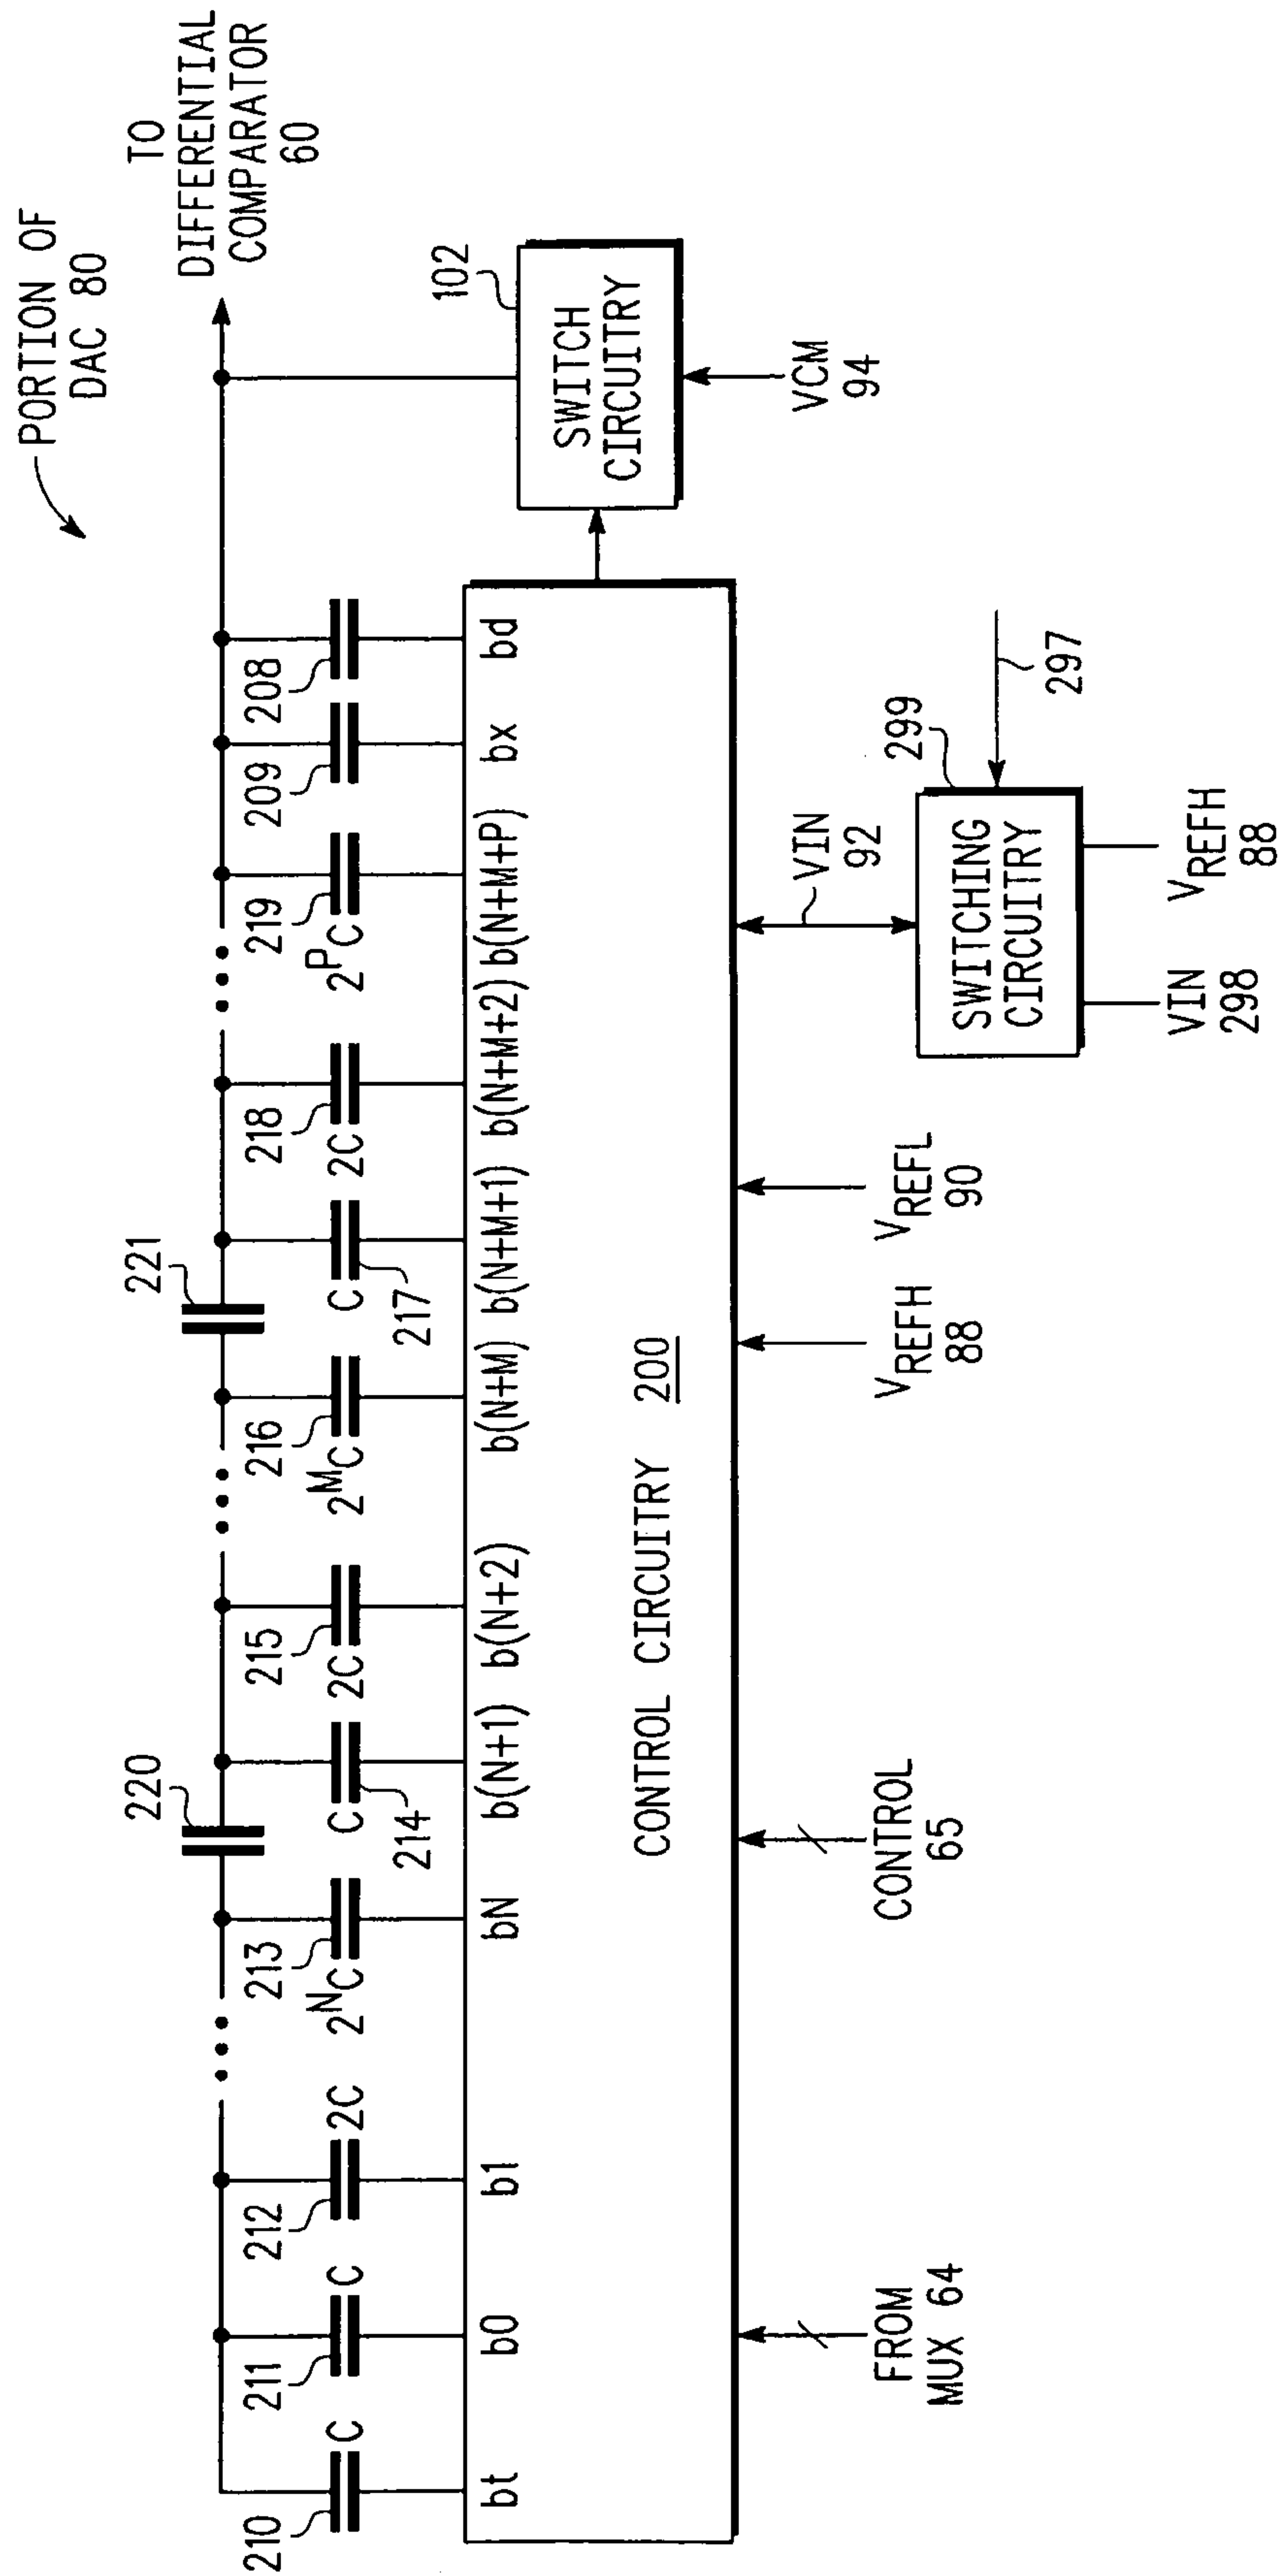 PORTION OF
DAC 80
TO
DIFFERENTIAL
COMPARATOR
60
220
221
210
C
211
C
212
2C
213
2^N C
214
C
215
2C
216
2^M C
217
C
218
2C
219
2^P C
209
208
bt
b0
b1
bN
b(N+1)
b(N+2)
b(N+M)
b(N+M+1)
b(N+M+2)
b(N+M+P)
bx
bd
CONTROL CIRCUITRY 200
102
SWITCH
CIRCUITRY
VCM
94
FROM
MUX 64
CONTROL
65
VREFH
88
VREFL
90
VIN
92
299
SWITCHING
CIRCUITRY
297
VIN
298
VREFH
88